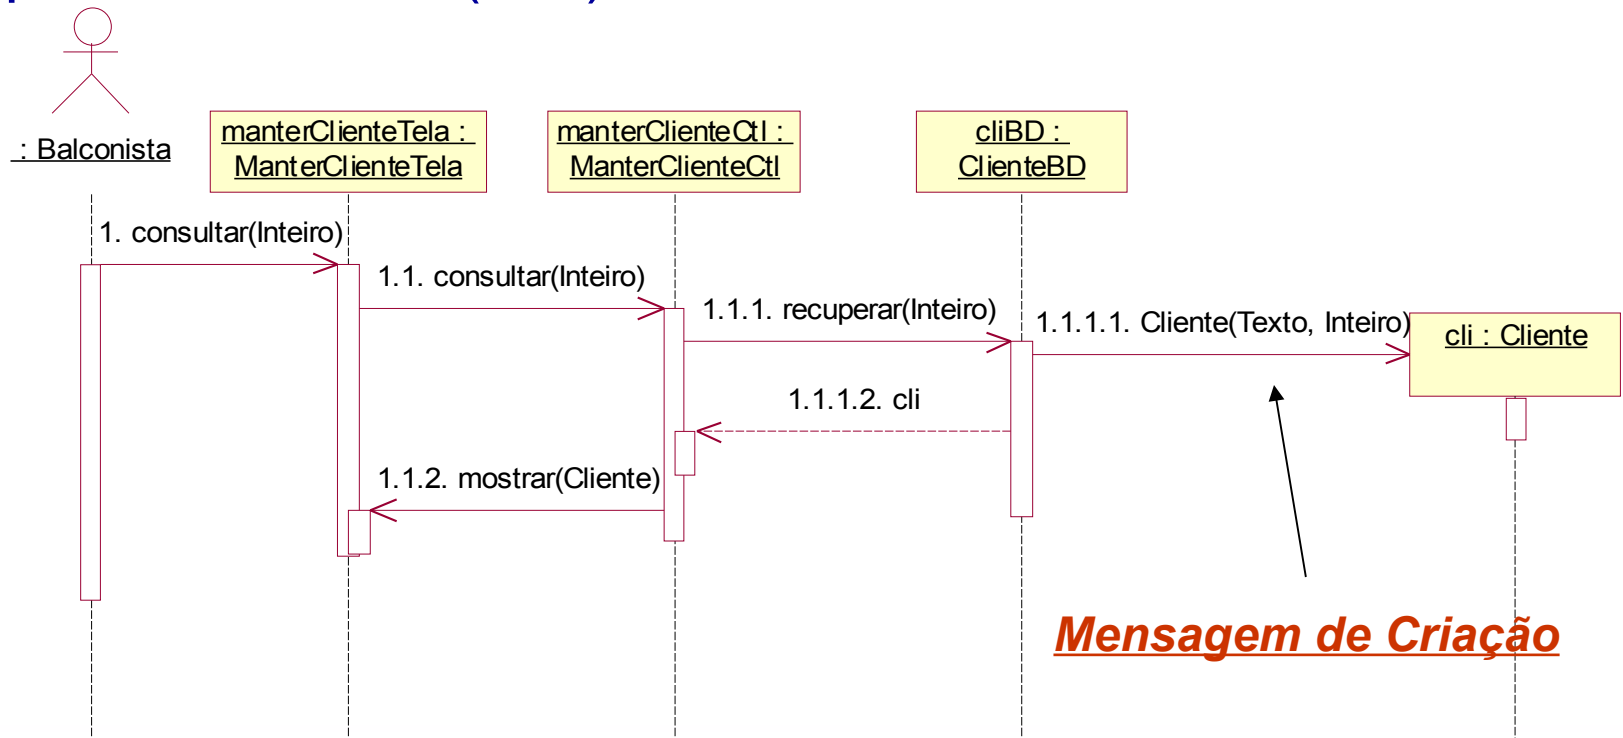 : Balconista
manterClienteTela :
ManterClienteTela
manterClienteCtl :
ManterClienteCtl
cliBD :
ClienteBD
1. consultar(Inteiro)
1.1. consultar(Inteiro)
1.1.1. recuperar(Inteiro)
1.1.1.1. Cliente(Texto, Inteiro)
cli : Cliente
1.1.1.2. cli
1.1.2. mostrar(Cliente)
Mensagem de Criação